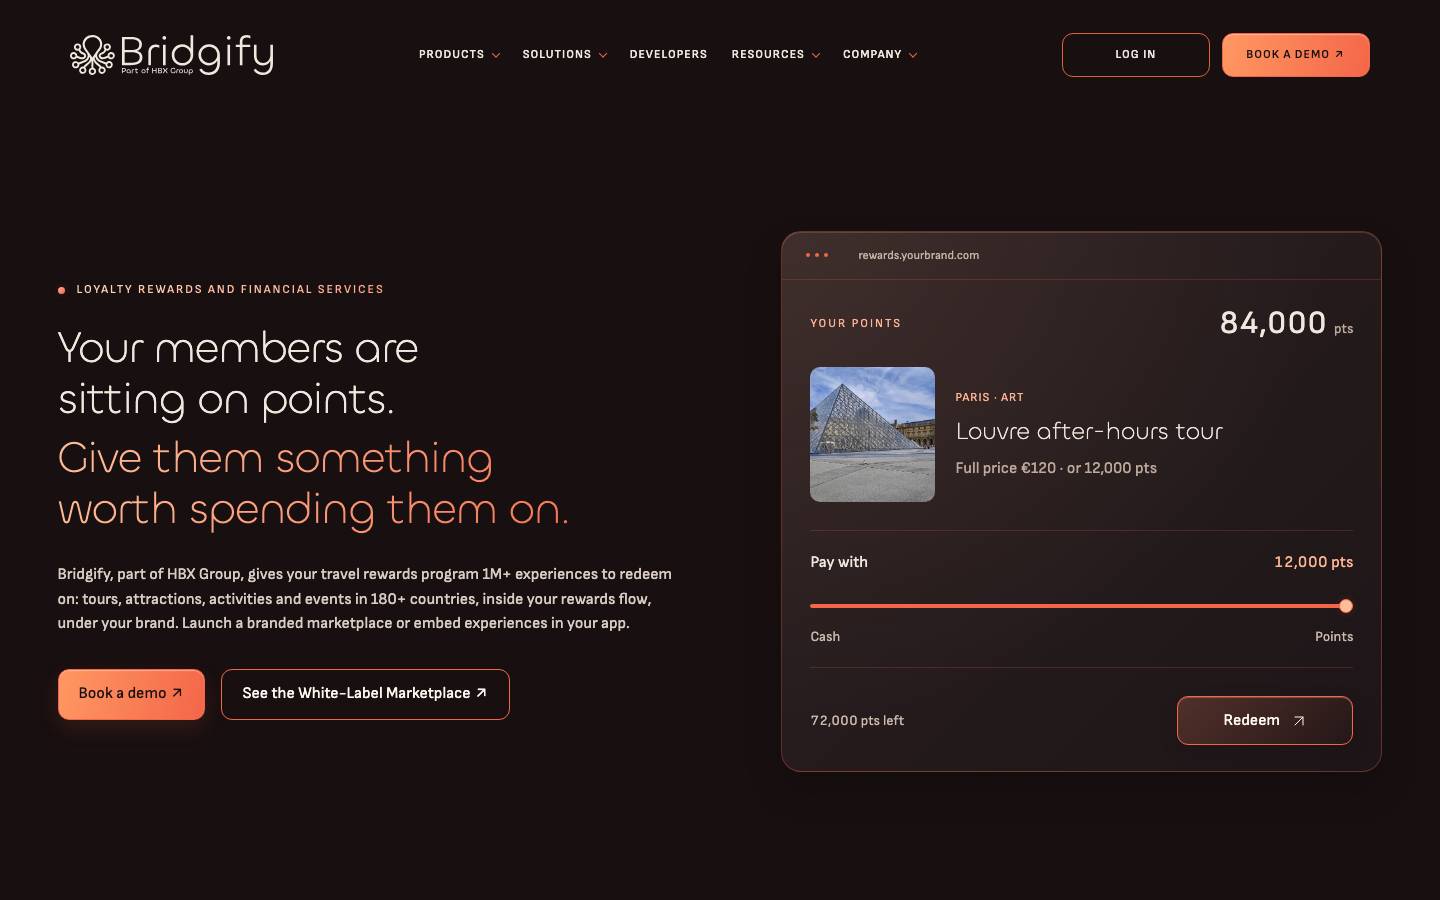 Bridgify
Part of HBX Group
PRODUCTS
SOLUTIONS
DEVELOPERS
RESOURCES
COMPANY
LOG IN
BOOK A DEMO
LOYALTY REWARDS AND FINANCIAL SERVICES
Your members are
sitting on points.
Give them something
worth spending them on.
Bridgify, part of HBX Group, gives your travel rewards program 1M+ experiences to redeem
on: tours, attractions, activities and events in 180+ countries, inside your rewards flow,
under your brand. Launch a branded marketplace or embed experiences in your app.
Book a demo
See the White-Label Marketplace
rewards.yourbrand.com
YOUR POINTS
84,000 pts
PARIS · ART
Louvre after-hours tour
Full price €120 · or 12,000 pts
Pay with
12,000 pts
Cash
Points
72,000 pts left
Redeem